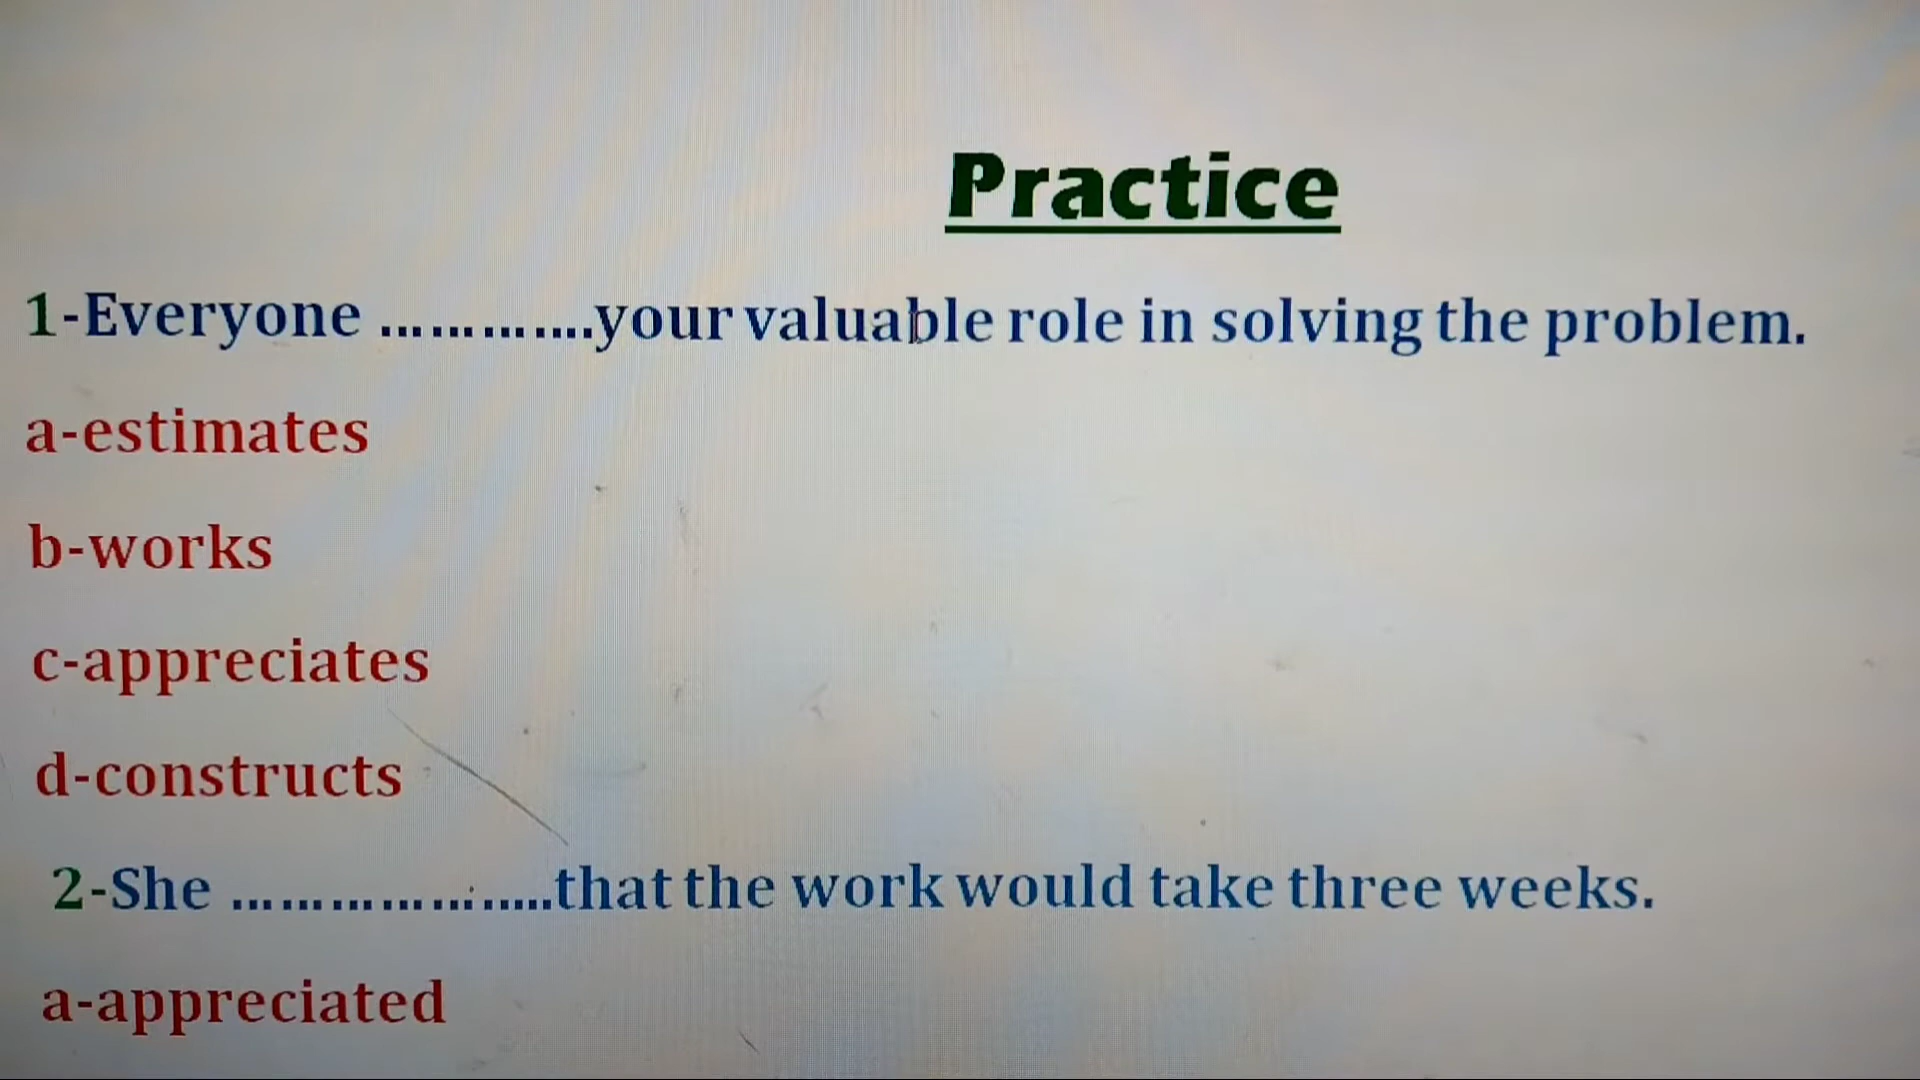 Practice
1-Everyone .............your valuable role in solving the problem.
a-estimates
b-works
c-appreciates
d-constructs
2-She ......................that the work would take three weeks.
a-appreciated